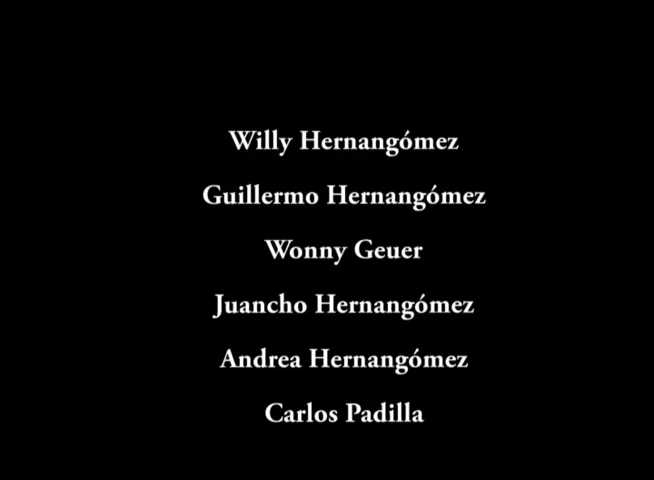 Willy Hernangómez
Guillermo Hernangómez
Wonny Geuer
Juancho Hernangómez
Andrea Hernangómez
Carlos Padilla